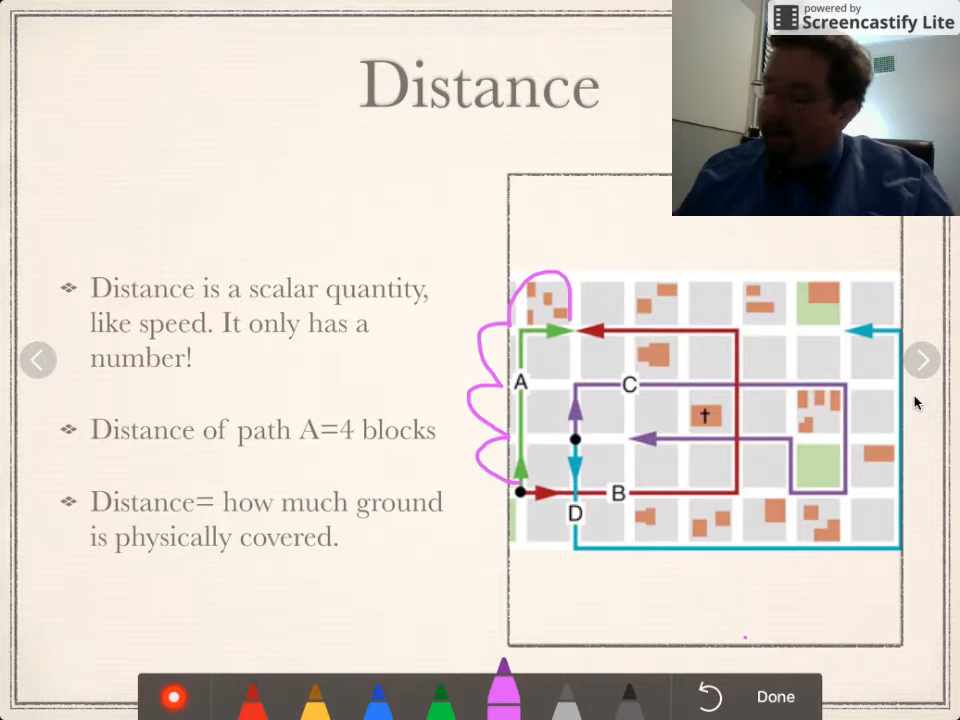 powered by
Screencastify Lite
Distance
Distance is a scalar quantity,
like speed. It only has a
number!
Distance of path A=4 blocks
Distance= how much ground
is physically covered.
A
C
B
D
Done